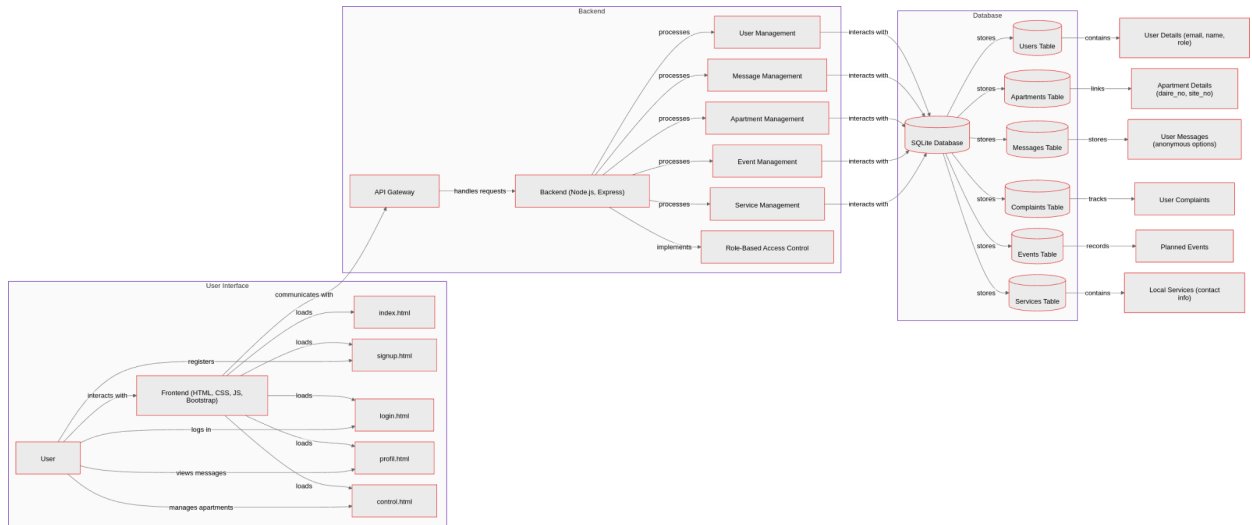 Backend
Database
User Management
Message Management
Apartment Management
Event Management
Service Management
Role-Based Access Control
API Gateway
handles requests
Backend (Node.js, Express)
processes
processes
processes
processes
processes
implements
interacts with
interacts with
interacts with
interacts with
interacts with
SQLite Database
stores
stores
stores
stores
stores
stores
Users Table
Apartments Table
Messages Table
Complaints Table
Events Table
Services Table
contains
links
stores
tracks
records
contains
User Details (email, name,
role)
Apartment Details
(daire_no, site_no)
User Messages
(anonymous options)
User Complaints
Planned Events
Local Services (contact
info)
User Interface
communicates with
loads
index.html
loads
signup.html
registers
Frontend (HTML, CSS, JS,
Bootstrap)
interacts with
loads
login.html
logs in
loads
profil.html
User
views messages
loads
control.html
manages apartments